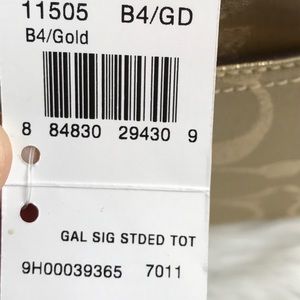 11505 B4/GD
B4/Gold
8 84830 29430 9
GAL SIG STDED TOT
9H00039365 7011